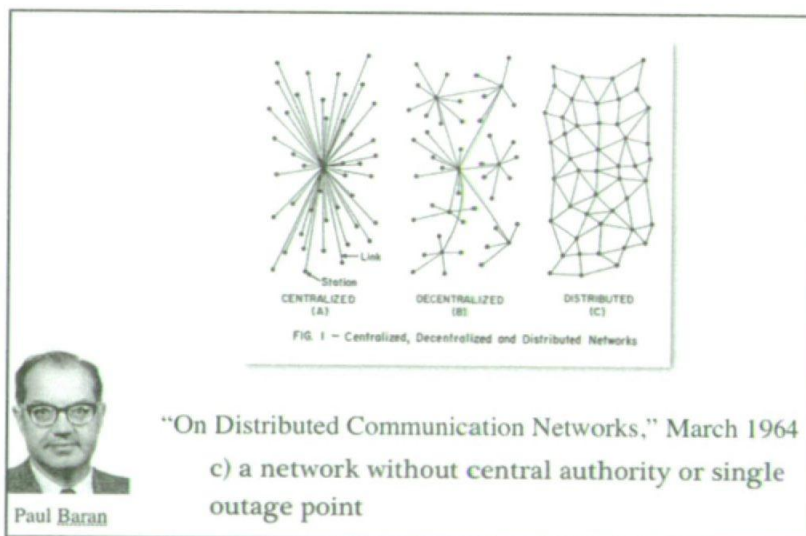 Link
Station
CENTRALIZED
(A)
DECENTRALIZED
(B)
DISTRIBUTED
(C)
FIG. 1 — Centralized, Decentralized and Distributed Networks
“On Distributed Communication Networks,” March 1964
c) a network without central authority or single
outage point
Paul Baran